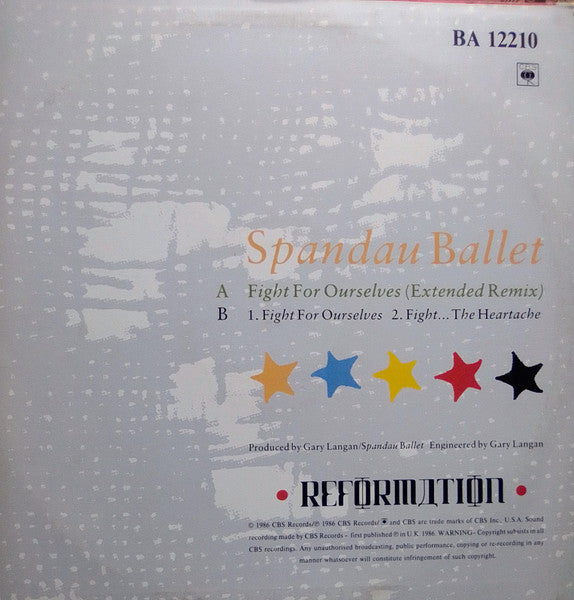 BA 12210
CBS
Spandau Ballet
A Fight For Ourselves (Extended Remix)
B 1. Fight For Ourselves 2. Fight... The Heartache
Produced by Gary Langan/Spandau Ballet Engineered by Gary Langan
• REFORMATION •
© 1986 CBS Records/℗ 1986 CBS Records/ and CBS are trade marks of CBS Inc., U.S.A. Sound
recording made by CBS Records - first published ℗ in U.K. 1986. WARNING- Copyright subsists in all
CBS recordings. Any unauthorised broadcasting, public performance, copying or re-recording in any
manner whatsoever will constitute infringement of such copyright.